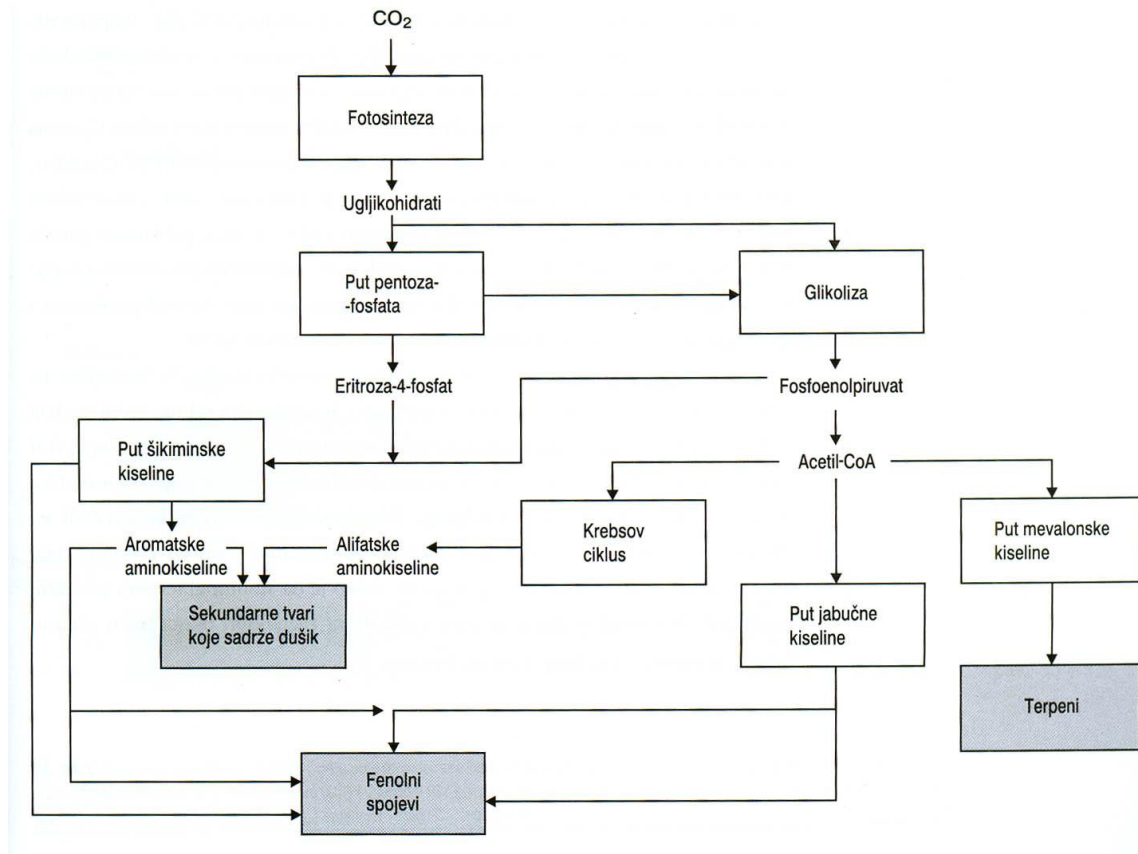 CO₂
Fotosinteza
Ugljikohidrati
Put pentoza-
-fosfata
Glikoliza
Eritroza-4-fosfat
Fosfoenolpiruvat
Put šikiminske
kiseline
Acetil-CoA
Krebsov
ciklus
Put mevalonske
kiseline
Aromatske
aminokiseline
Alifatske
aminokiseline
Sekundarne tvari
koje sadrže dušik
Put jabučne
kiseline
Terpeni
Fenolni
spojevi